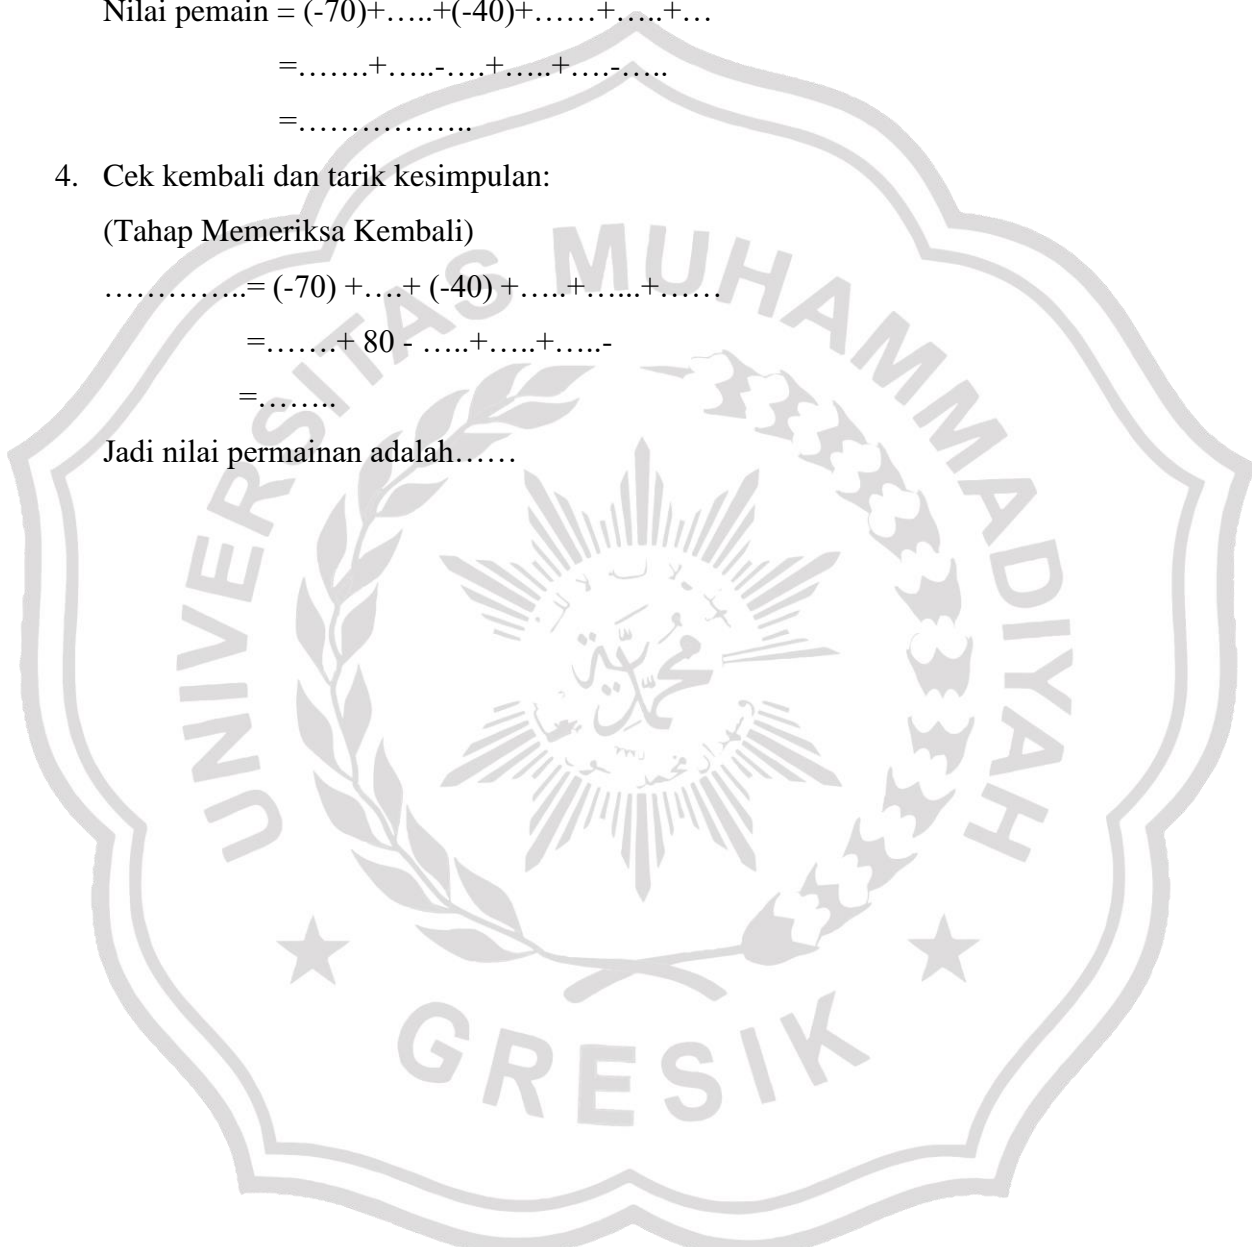 Nilai pemain = (-70)+…..+(-40)+……+…..+…
=…….+…..-….+…..+….-…..
=……………..
4. Cek kembali dan tarik kesimpulan:
(Tahap Memeriksa Kembali)
…………..= (-70) +….+ (-40) +…..+…...+……
=…….+ 80 - …..+…..+…..-
=……..
Jadi nilai permainan adalah……
UNIVERSITAS MUHAMMADIYAH
محمد
GRESIK